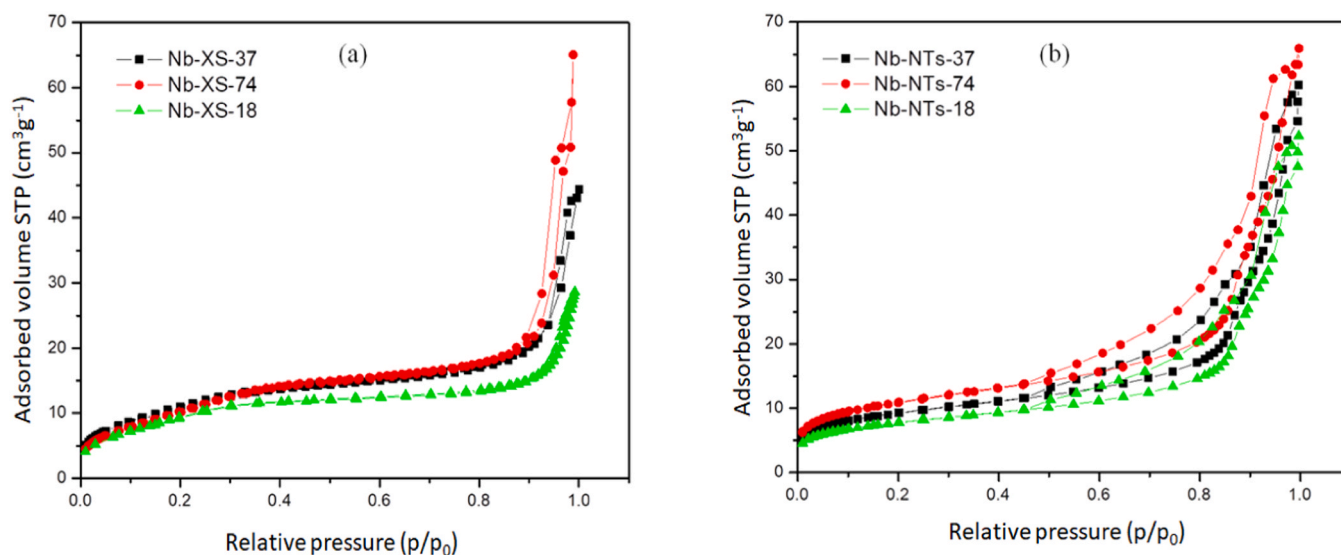 (a)
Nb-XS-37
Nb-XS-74
Nb-XS-18
Adsorbed volume STP (cm³g⁻¹)
70
60
50
40
30
20
10
0
0.0 0.2 0.4 0.6 0.8 1.0
Relative pressure (p/p₀)
(b)
Nb-NTs-37
Nb-NTs-74
Nb-NTs-18
Adsorbed volume STP (cm³g⁻¹)
70
60
50
40
30
20
10
0
0.0 0.2 0.4 0.6 0.8 1.0
Relative pressure (p/p₀)